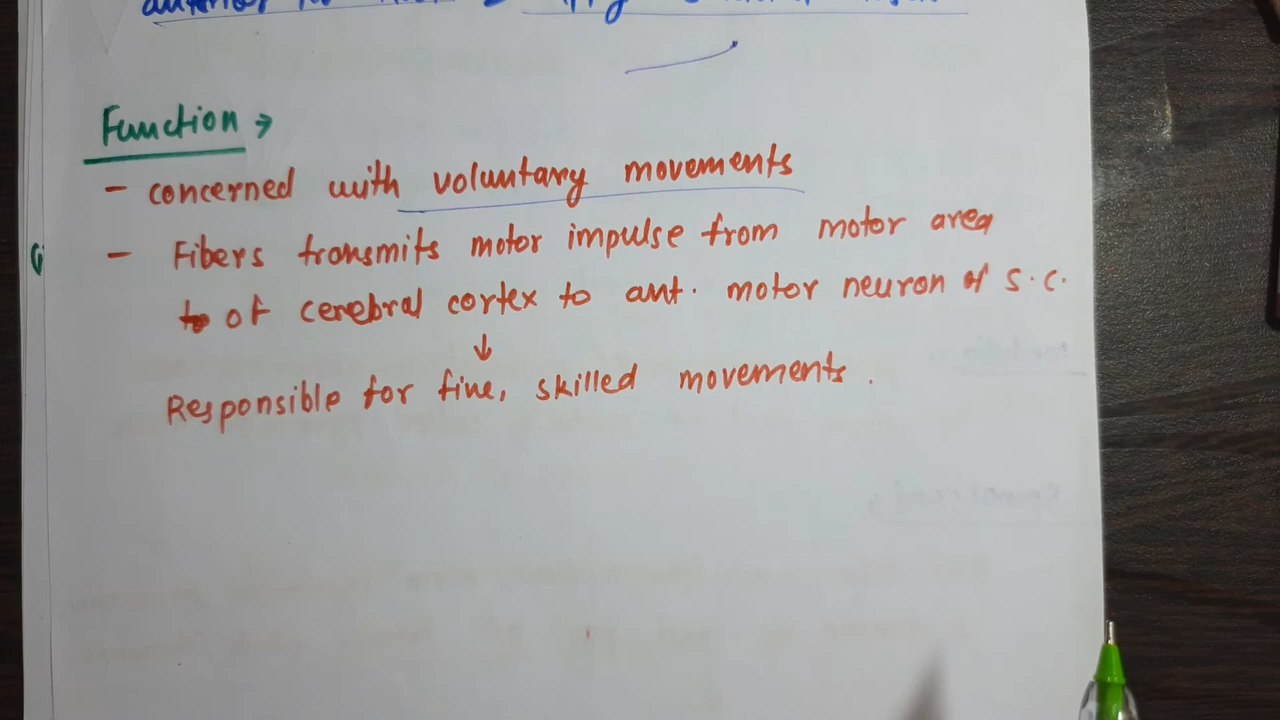 Function →
- concerned with voluntary movements
- Fibers transmits motor impulse from motor area
of cerebral cortex to ant. motor neuron of s.c.
↓
Responsible for fine, skilled movements.